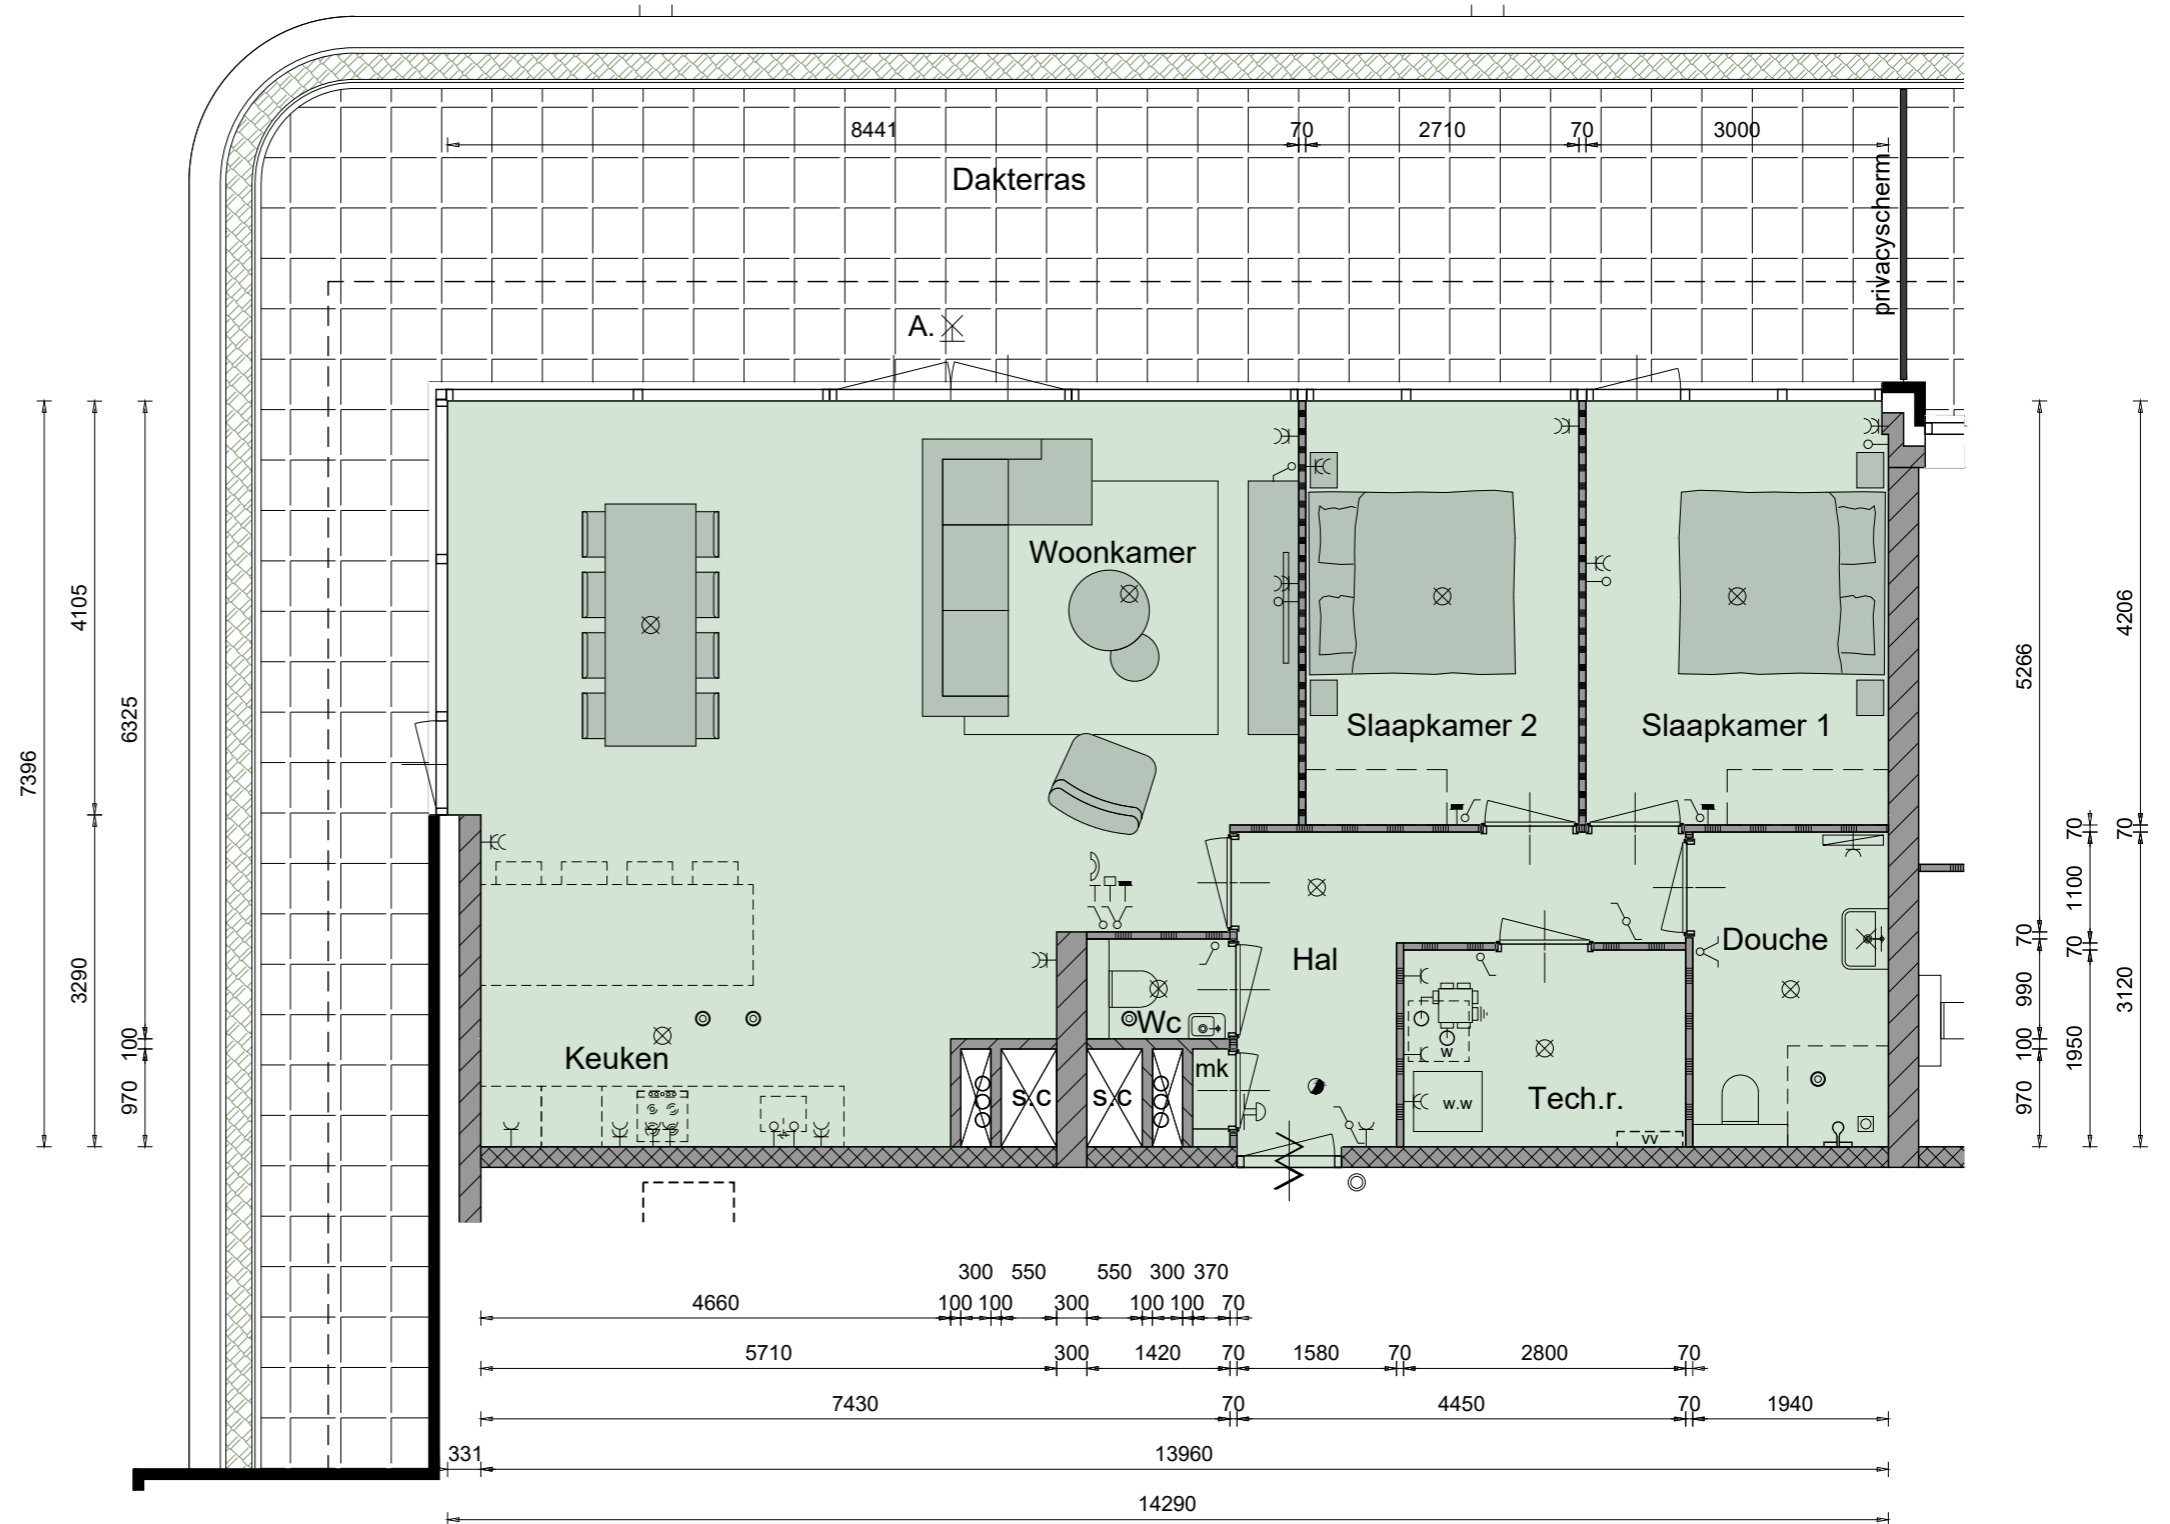 8441 70 2710 70 3000
Dakterras
privacyscherm
A.
Woonkamer
Slaapkamer 2
Slaapkamer 1
Hal
Douche
Wc
Keuken
mk
s.c
s.c
w
w.w
Tech.r.
vv
7396
4105
3290
6325
100
970
5266
70
990
100
970
70
1100
70
1950
4206
70
3120
300 550 550 300 370
4660 100 100 300 100 100 70
5710 300 1420 70 1580 70 2800 70
7430 70 4450 70 1940
331 13960
14290